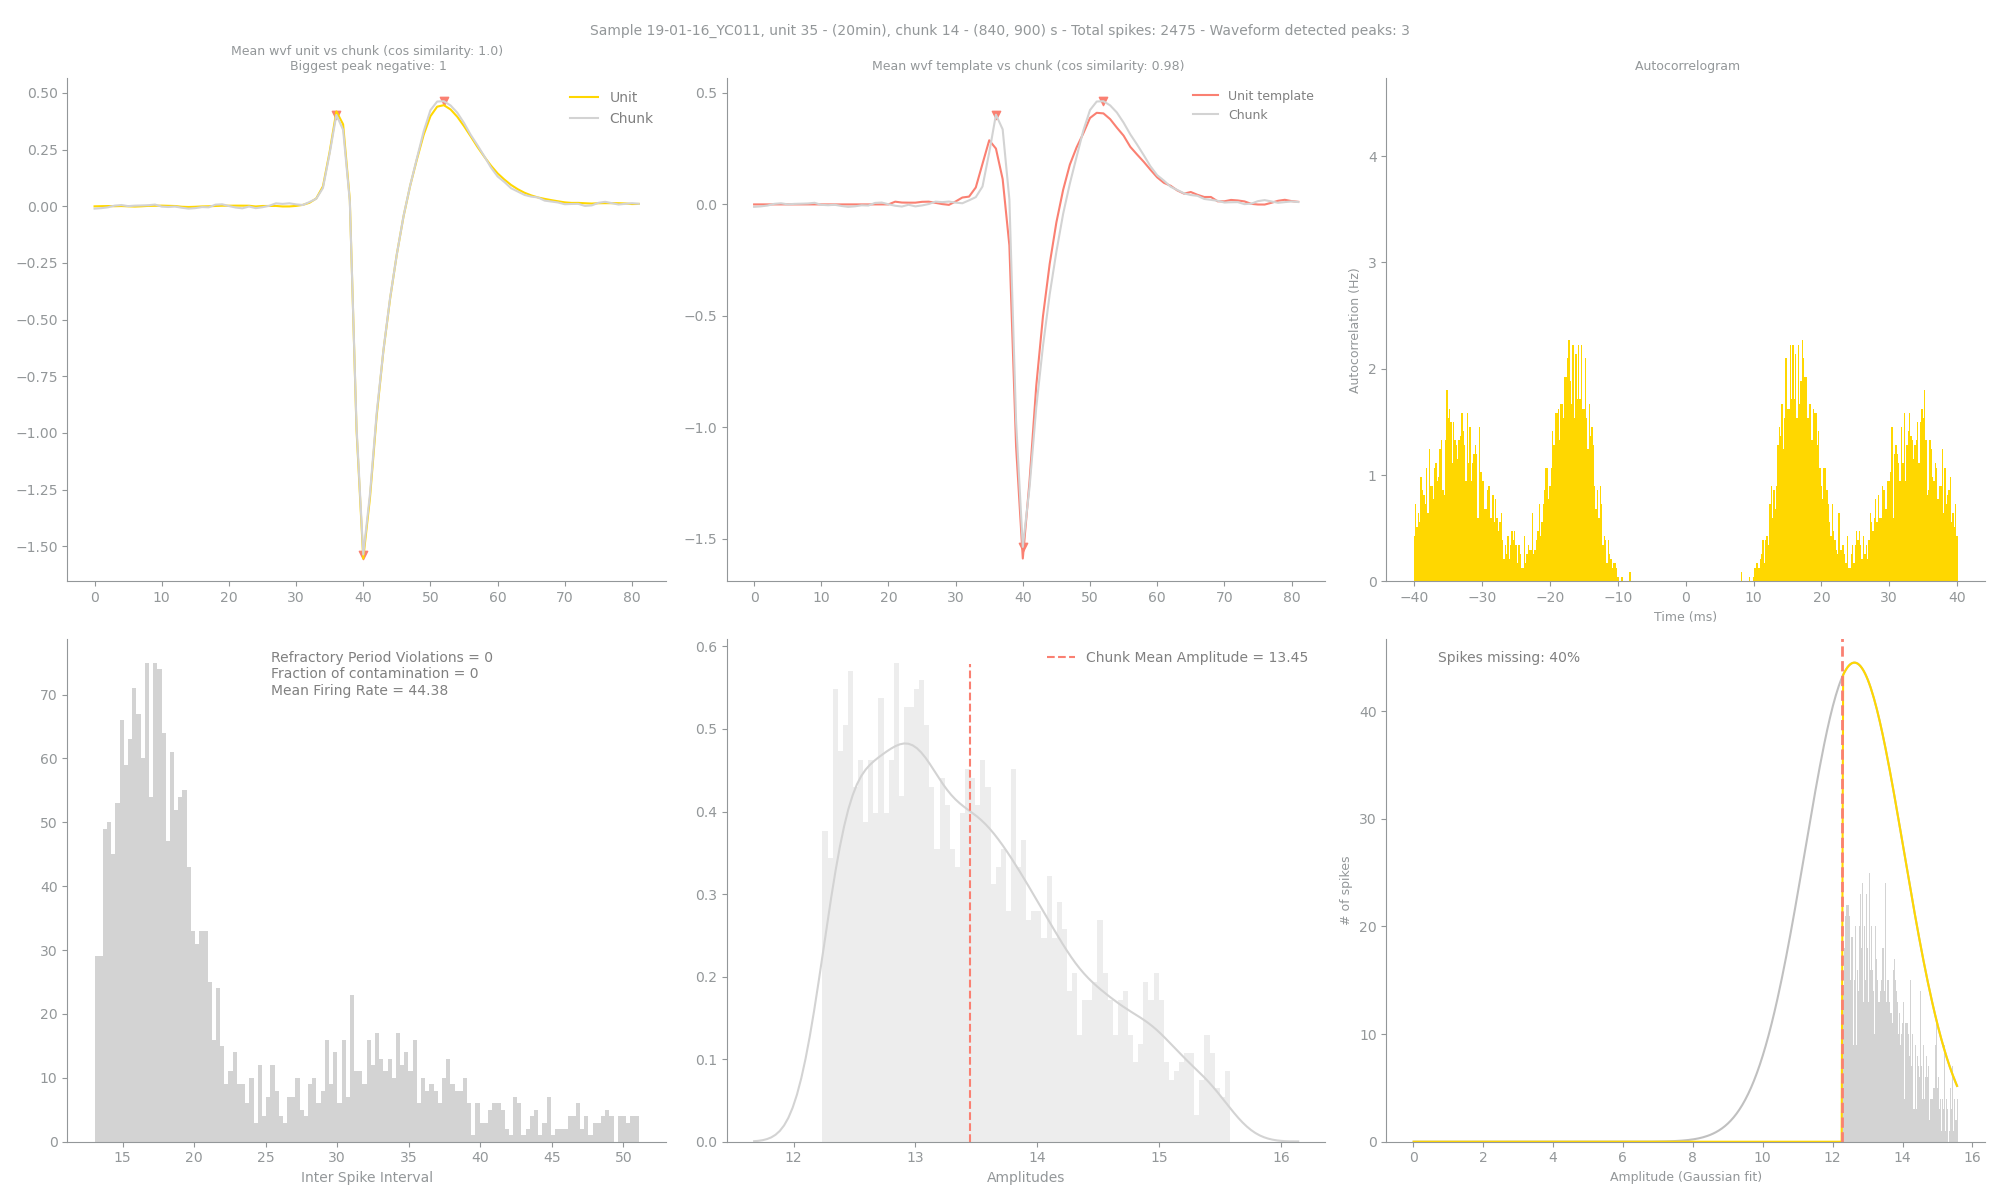 Sample 19-01-16_YC011, unit 35 - (20min), chunk 14 - (840, 900) s - Total spikes: 2475 - Waveform detected peaks: 3
Mean wvf unit vs chunk (cos similarity: 1.0)
Biggest peak negative: 1
0.50
0.25
0.00
−0.25
−0.50
−0.75
−1.00
−1.25
−1.50
0 10 20 30 40 50 60 70 80
Unit
Chunk
Mean wvf template vs chunk (cos similarity: 0.98)
0.5
0.0
−0.5
−1.0
−1.5
0 10 20 30 40 50 60 70 80
Unit template
Chunk
Autocorrelogram
Autocorrelation (Hz)
4
3
2
1
0
−40 −30 −20 −10 0 10 20 30 40
Time (ms)
Refractory Period Violations = 0
Fraction of contamination = 0
Mean Firing Rate = 44.38
70
60
50
40
30
20
10
0
15 20 25 30 35 40 45 50
Inter Spike Interval
Chunk Mean Amplitude = 13.45
0.6
0.5
0.4
0.3
0.2
0.1
0.0
12 13 14 15 16
Amplitudes
Spikes missing: 40%
# of spikes
40
30
20
10
0
0 2 4 6 8 10 12 14 16
Amplitude (Gaussian fit)